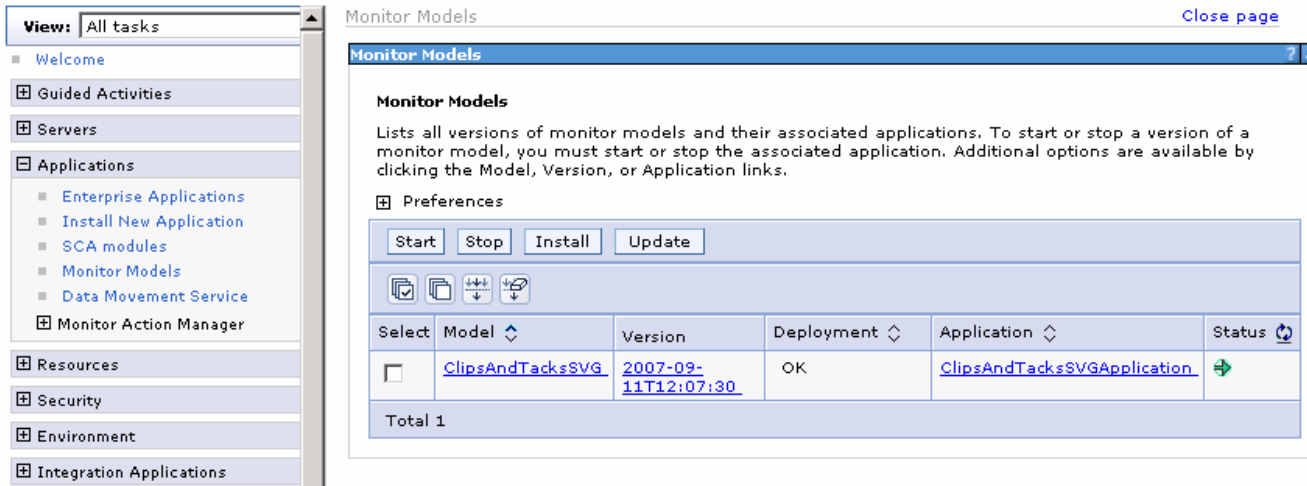 View: All tasks
Welcome
Guided Activities
Servers
Applications
Enterprise Applications
Install New Application
SCA modules
Monitor Models
Data Movement Service
Monitor Action Manager
Resources
Security
Environment
Integration Applications
Monitor Models
Close page
Monitor Models ?
Monitor Models
Lists all versions of monitor models and their associated applications. To start or stop a version of a
monitor model, you must start or stop the associated application. Additional options are available by
clicking the Model, Version, or Application links.
Preferences
Start Stop Install Update
Select Model Version Deployment Application Status
ClipsAndTacksSVG 2007-09- OK ClipsAndTacksSVGApplication
11T12:07:30
Total 1